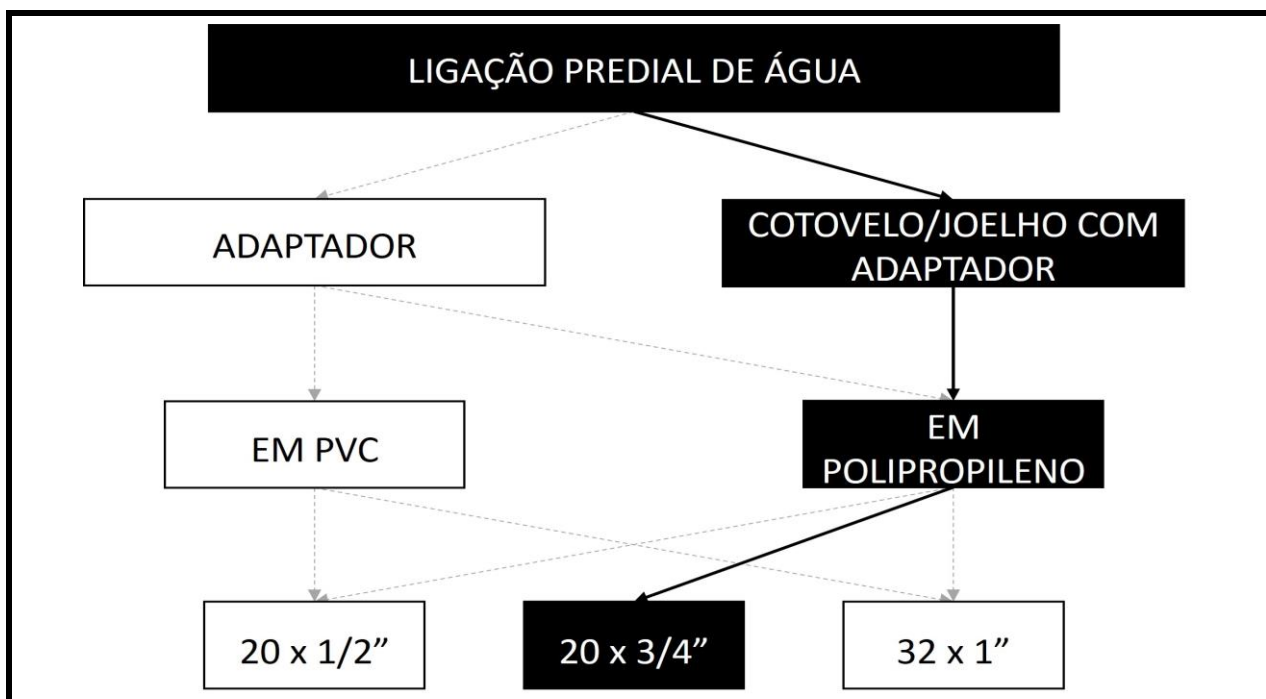 LIGAÇÃO PREDIAL DE ÁGUA
ADAPTADOR
COTOVELO/JOELHO COM
ADAPTADOR
EM PVC
EM
POLIPROPILENO
20 x 1/2”
20 x 3/4”
32 x 1”